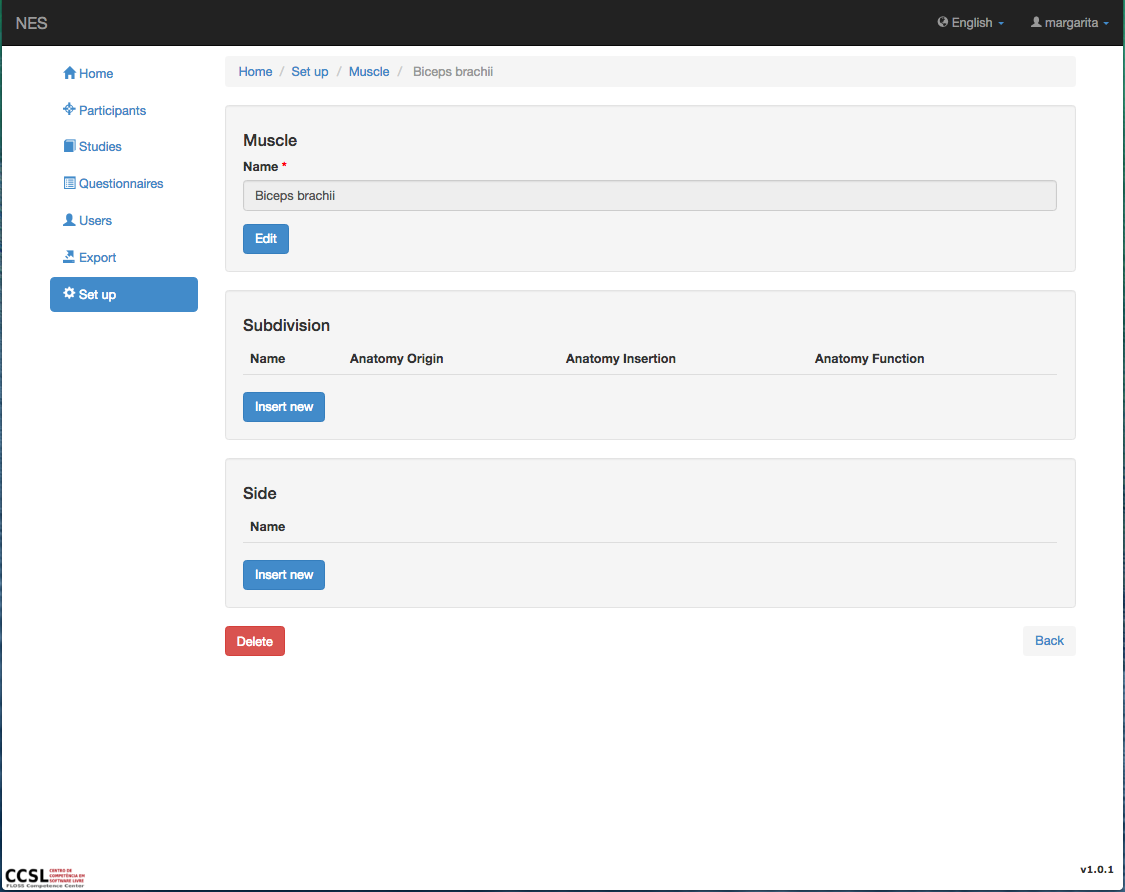 NES
English
margarita
Home
Participants
Studies
Questionnaires
Users
Export
Set up
Home / Set up / Muscle / Biceps brachii
Muscle
Name *
Biceps brachii
Edit
Subdivision
Name Anatomy Origin Anatomy Insertion Anatomy Function
Insert new
Side
Name
Insert new
Delete
Back
CCSL
CENTRO DE
COMPETÊNCIA EM
SOFTWARE LIVRE
FLOSS Competence Center
v1.0.1